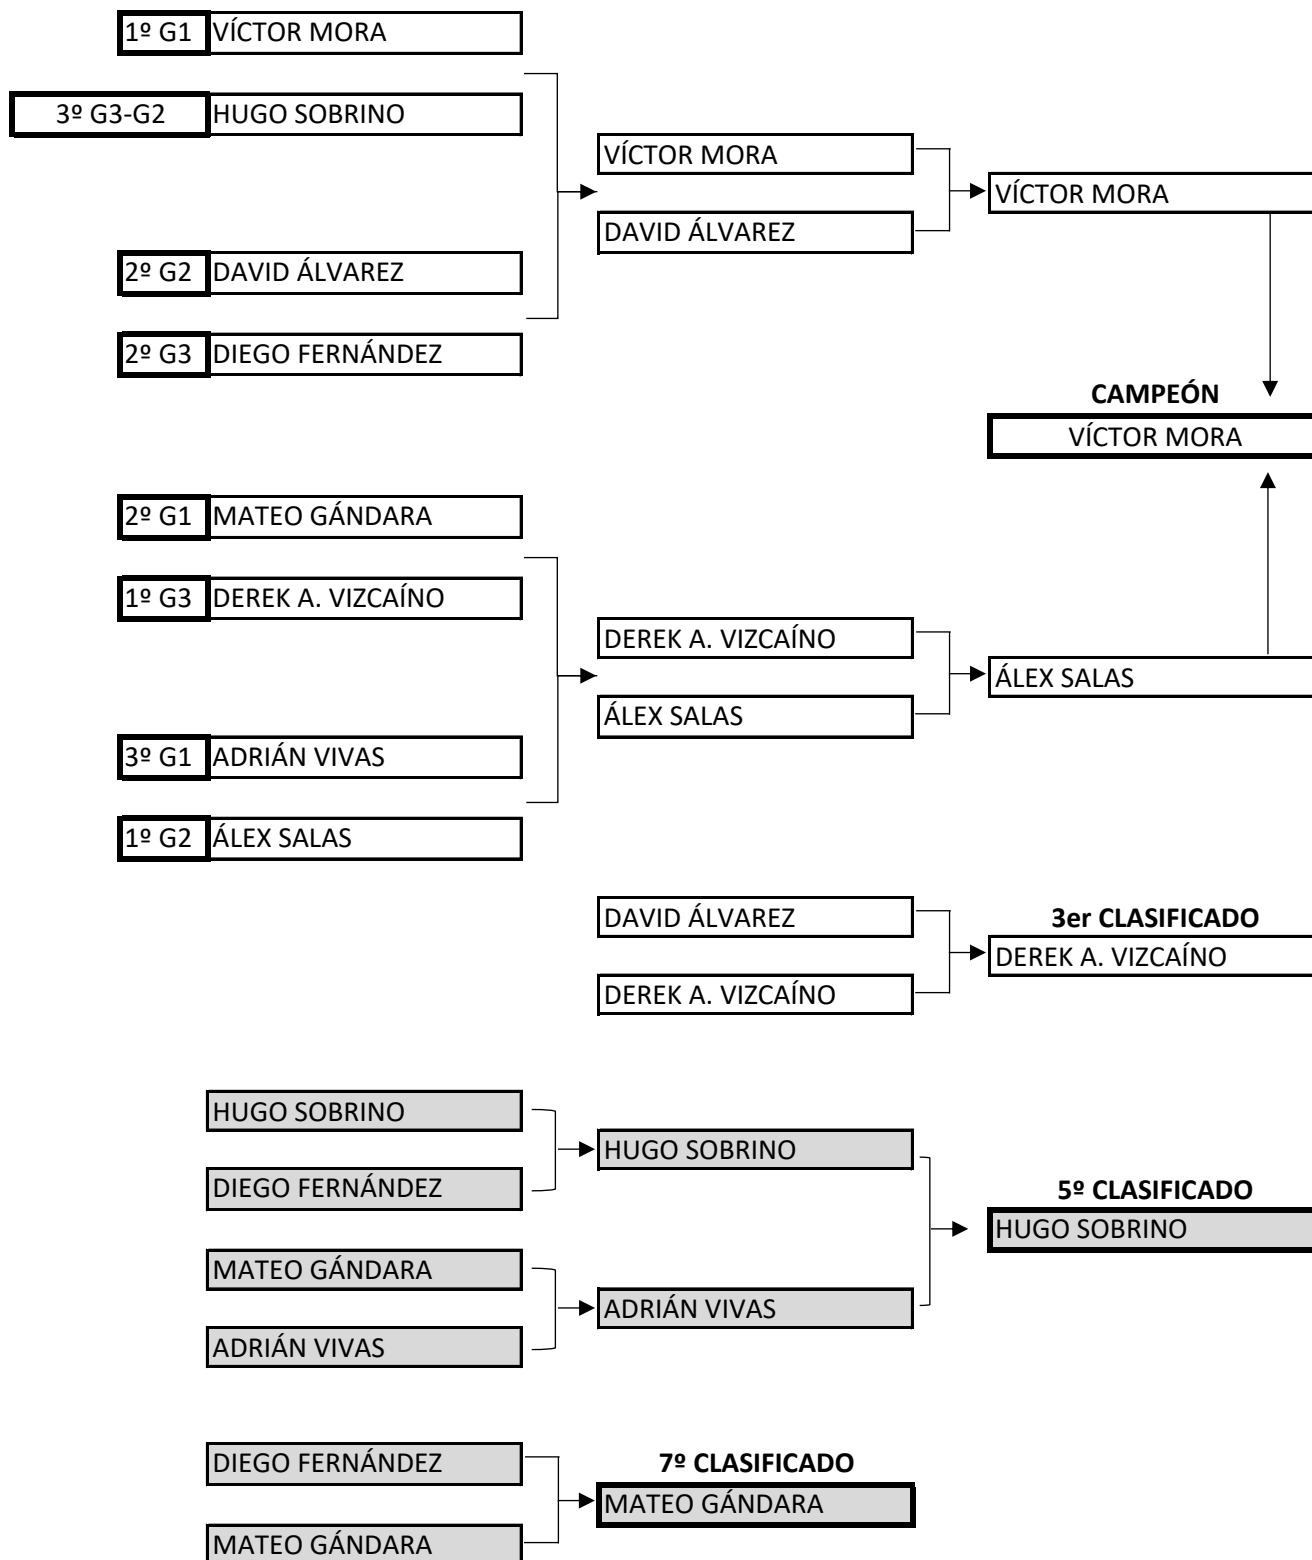 1º G1 VÍCTOR MORA
3º G3-G2 HUGO SOBRINO
VÍCTOR MORA
VÍCTOR MORA
DAVID ÁLVAREZ
2º G2 DAVID ÁLVAREZ
2º G3 DIEGO FERNÁNDEZ
CAMPEÓN
VÍCTOR MORA
2º G1 MATEO GÁNDARA
1º G3 DEREK A. VIZCAÍNO
DEREK A. VIZCAÍNO
ÁLEX SALAS
ÁLEX SALAS
3º G1 ADRIÁN VIVAS
1º G2 ÁLEX SALAS
DAVID ÁLVAREZ
3er CLASIFICADO
DEREK A. VIZCAÍNO
DEREK A. VIZCAÍNO
HUGO SOBRINO
HUGO SOBRINO
DIEGO FERNÁNDEZ
5º CLASIFICADO
HUGO SOBRINO
MATEO GÁNDARA
ADRIÁN VIVAS
ADRIÁN VIVAS
DIEGO FERNÁNDEZ
7º CLASIFICADO
MATEO GÁNDARA
MATEO GÁNDARA